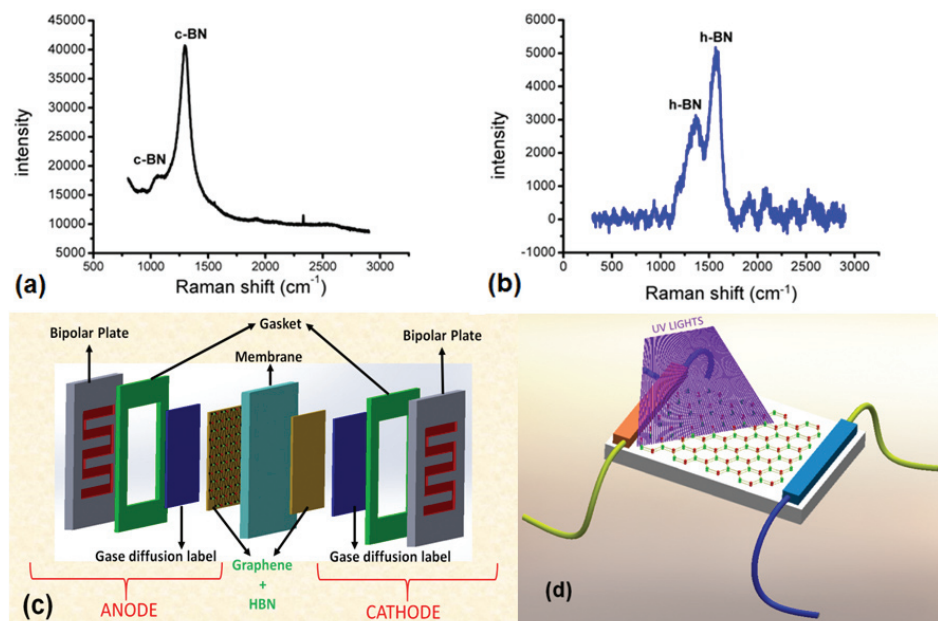 45000
40000
35000
30000
25000
20000
15000
10000
5000
intensity
c-BN
c-BN
500 1000 1500 2000 2500 3000
Raman shift (cm⁻¹)
(a)
6000
5000
4000
3000
2000
1000
0
-1000
intensity
h-BN
h-BN
0 500 1000 1500 2000 2500 3000
Raman shift (cm⁻¹)
(b)
Gasket
Bipolar Plate
Bipolar Plate
Membrane
Gase diffusion label
Gase diffusion label
Graphene
+
HBN
ANODE
CATHODE
(c)
UV LIGHTS
(d)